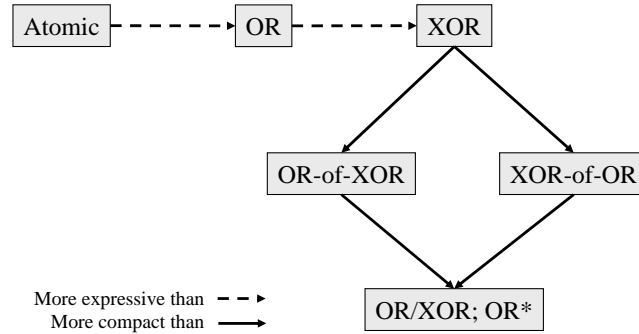 Atomic
OR
XOR
OR-of-XOR
XOR-of-OR
More expressive than
More compact than
OR/XOR; OR*